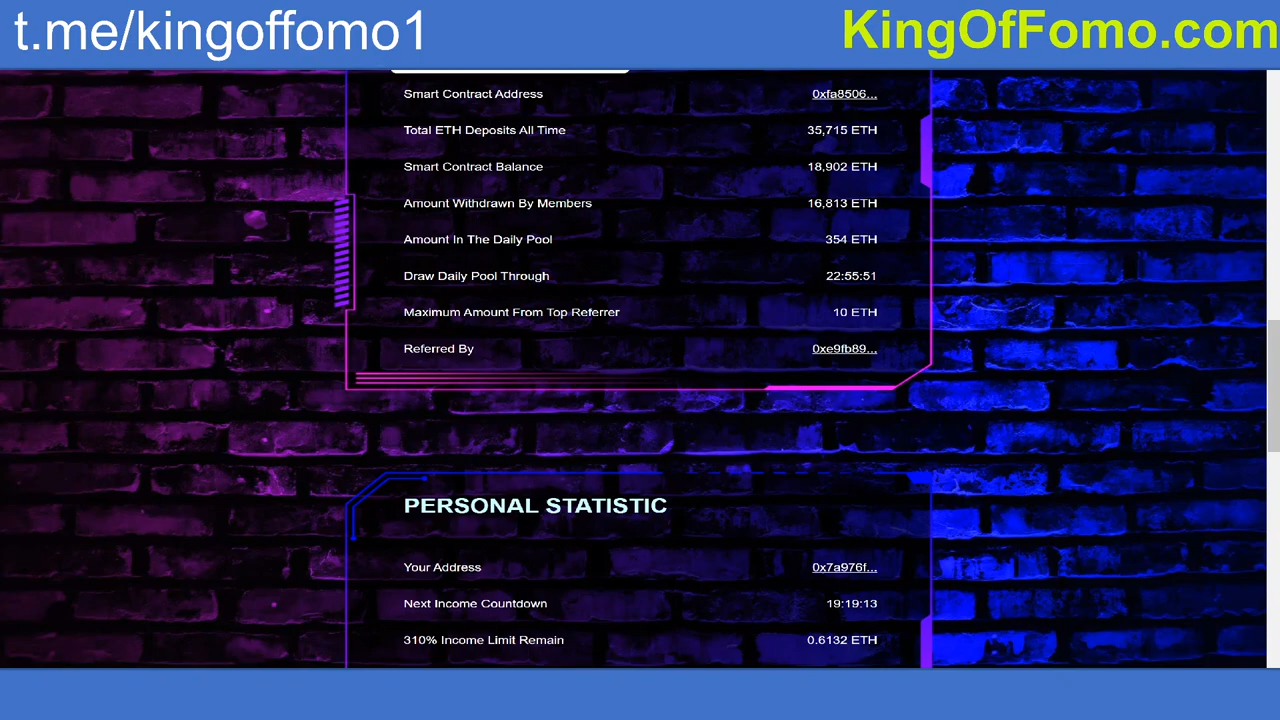 t.me/kingoffomo1 KingOfFomo.com
Smart Contract Address 0xfa8506...
Total ETH Deposits All Time 35,715 ETH
Smart Contract Balance 18,902 ETH
Amount Withdrawn By Members 16,813 ETH
Amount In The Daily Pool 354 ETH
Draw Daily Pool Through 22:55:51
Maximum Amount From Top Referrer 10 ETH
Referred By 0xe9fb89...
PERSONAL STATISTIC
Your Address 0x7a976f...
Next Income Countdown 19:19:13
310% Income Limit Remain 0.6132 ETH